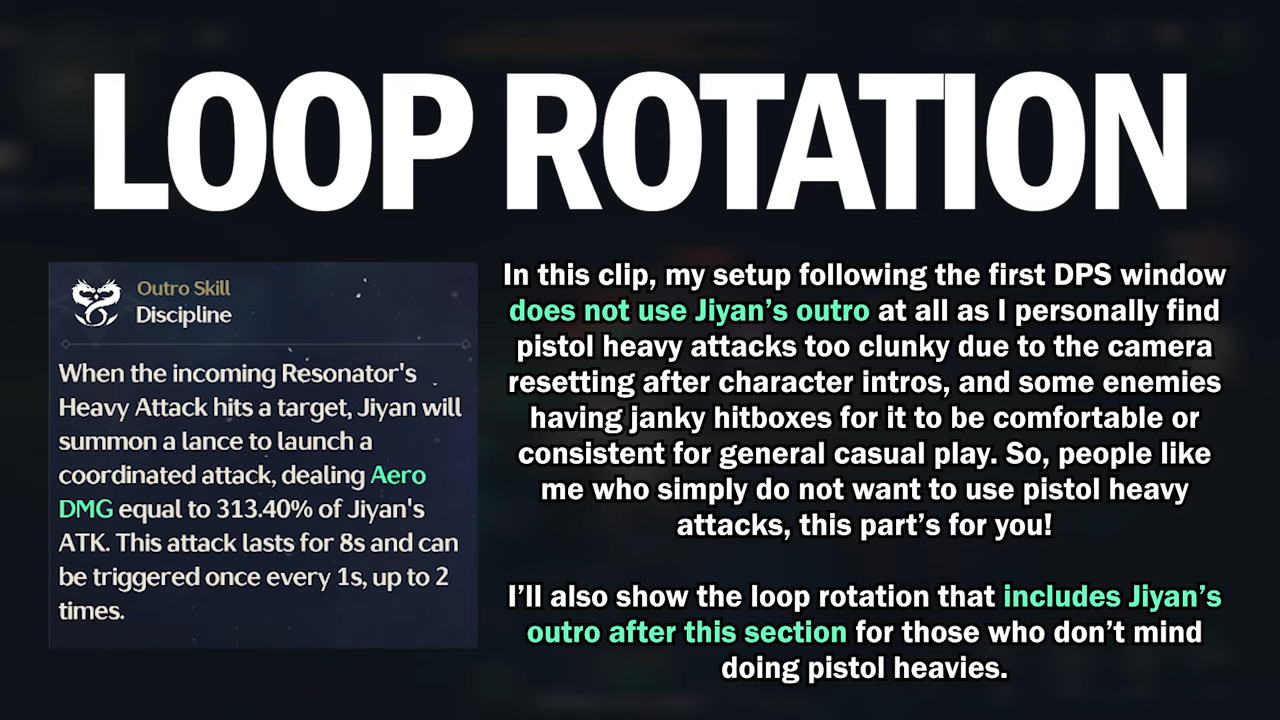 LOOP ROTATION
Outro Skill
Discipline
When the incoming Resonator's
Heavy Attack hits a target, Jiyan will
summon a lance to launch a
coordinated attack, dealing Aero
DMG equal to 313.40% of Jiyan's
ATK. This attack lasts for 8s and can
be triggered once every 1s, up to 2
times.
In this clip, my setup following the first DPS window
does not use Jiyan’s outro at all as I personally find
pistol heavy attacks too clunky due to the camera
resetting after character intros, and some enemies
having janky hitboxes for it to be comfortable or
consistent for general casual play. So, people like
me who simply do not want to use pistol heavy
attacks, this part’s for you!
I’ll also show the loop rotation that includes Jiyan’s
outro after this section for those who don’t mind
doing pistol heavies.